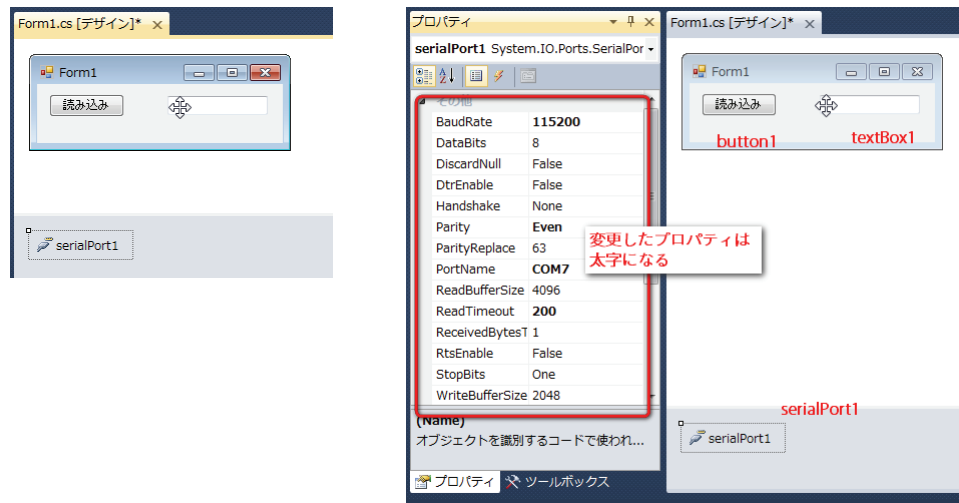 Form1.cs [デザイン]*
Form1
読み込み
serialPort1
プロパティ
serialPort1 System.IO.Ports.SerialPor
その他
BaudRate 115200
DataBits 8
DiscardNull False
DtrEnable False
Handshake None
Parity Even
ParityReplace 63
PortName COM7
ReadBufferSize 4096
ReadTimeout 200
ReceivedBytesT 1
RtsEnable False
StopBits One
WriteBufferSize 2048
(Name)
オブジェクトを識別するコードで使われ...
プロパティ ツールボックス
変更したプロパティは
太字になる
Form1.cs [デザイン]*
Form1
読み込み
button1 textBox1
serialPort1
serialPort1